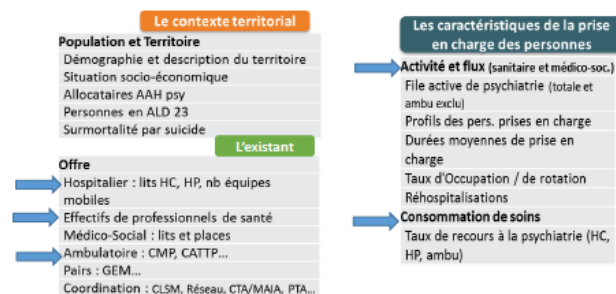 Le contexte territorial
Population et Territoire
Démographie et description du territoire
Situation socio-économique
Allocataires AAH psy
Personnes en ALD 23
Surmortalité par suicide
L'existant
Offre
Hospitalier : lits HC, HP, nb équipes
mobiles
Effectifs de professionnels de santé
Médico-Social : lits et places
Ambulatoire : CMP, CATTP...
Pairs : GEM...
Coordination : CLSM, Réseau, CTA/MAIA, PTA...
Les caractéristiques de la prise
en charge des personnes
Activité et flux (sanitaire et médico-soc.)
File active de psychiatrie (totale et
ambu exclu)
Profils des pers. prises en charge
Durées moyennes de prise en
charge
Taux d'Occupation / de rotation
Réhospitalisations
Consommation de soins
Taux de recours à la psychiatrie (HC,
HP, ambu)